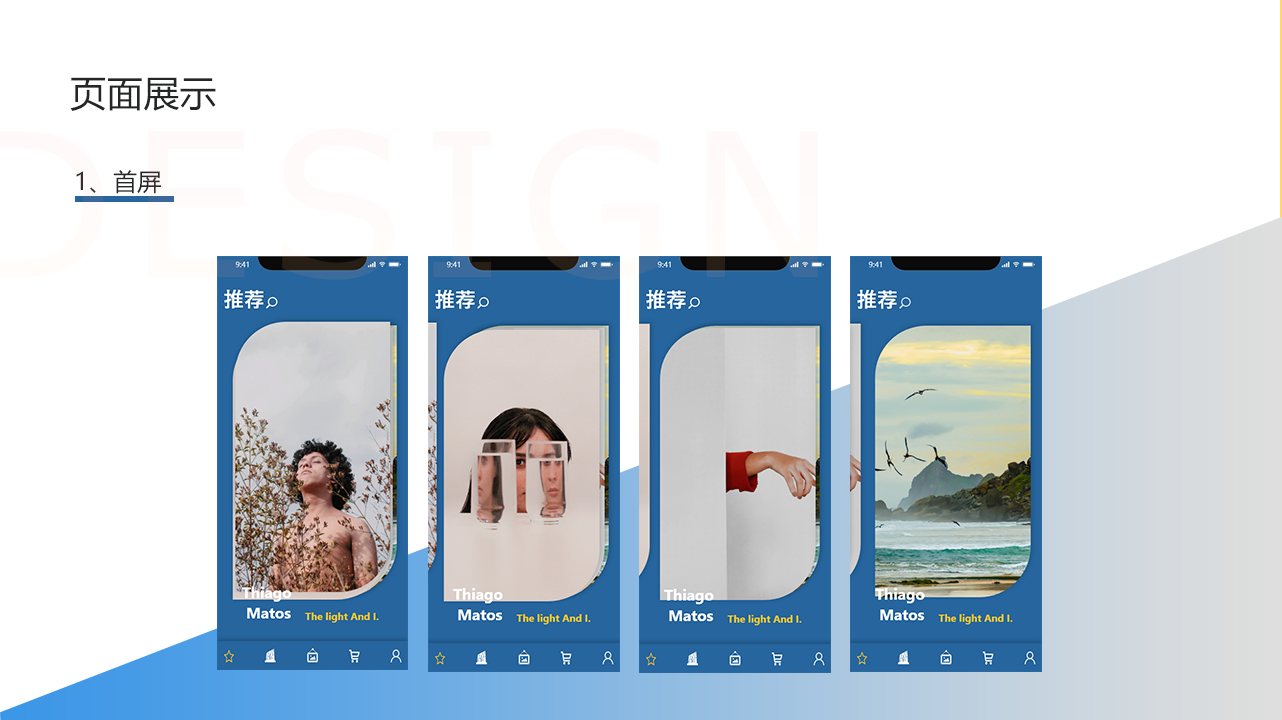 页面展示
DESIGN
1、首屏
9:41
推荐
Thiago
Matos
The light And I.
9:41
推荐
Thiago
Matos
The light And I.
9:41
推荐
Thiago
Matos
The light And I.
9:41
推荐
Thiago
Matos
The light And I.